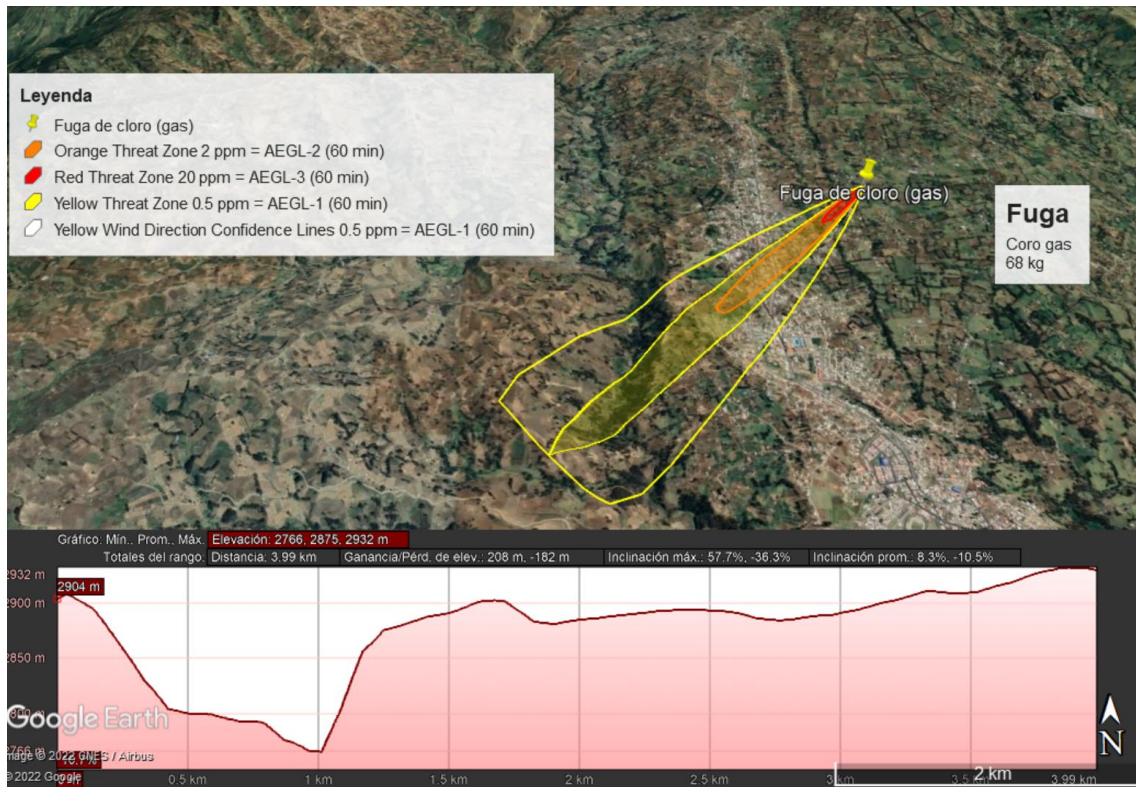 Leyenda
Fuga de cloro (gas)
Orange Threat Zone 2 ppm = AEGL-2 (60 min)
Red Threat Zone 20 ppm = AEGL-3 (60 min)
Yellow Threat Zone 0.5 ppm = AEGL-1 (60 min)
Yellow Wind Direction Confidence Lines 0.5 ppm = AEGL-1 (60 min)
Fuga de cloro (gas)
Fuga
Coro gas
68 kg
Gráfico: Mín., Prom., Máx. Elevación: 2766, 2875, 2932 m
Totales del rango: Distancia: 3.99 km Ganancia/Pérd. de elev.: 208 m, -182 m Inclinación máx.: 57.7%, -36.3% Inclinación prom.: 8.3%, -10.5%
2932 m
2904 m
2900 m
2850 m
Google Earth
2766 m
© 2022 CNES / Airbus
© 2022 Google
N
0.5 km 1 km 1.5 km 2 km 2.5 km 3 km 3.5 km 3.99 km
2 km